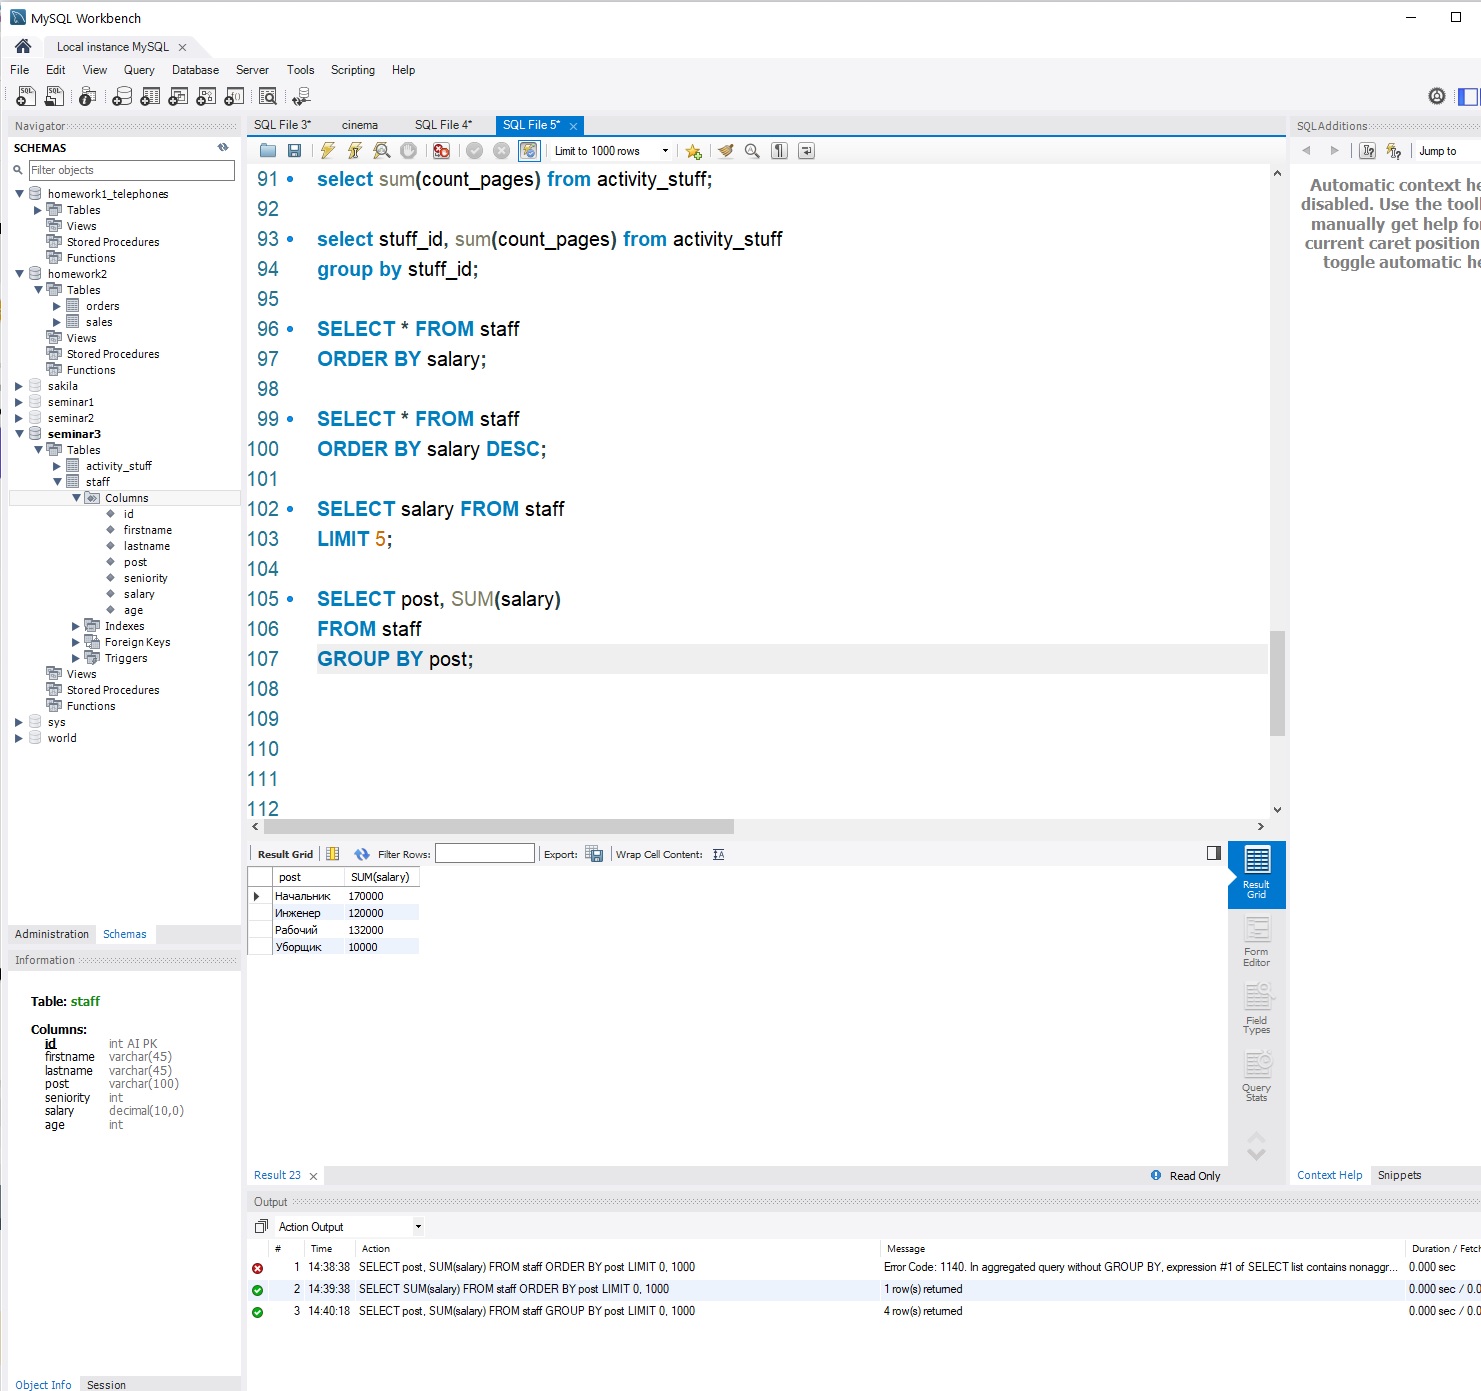 MySQL Workbench
Local instance MySQL
File Edit View Query Database Server Tools Scripting Help
Navigator
SCHEMAS
Filter objects
homework1_telephones
Tables
Views
Stored Procedures
Functions
homework2
Tables
orders
sales
Views
Stored Procedures
Functions
sakila
seminar1
seminar2
seminar3
Tables
activity_stuff
staff
Columns
id
firstname
lastname
post
seniority
salary
age
Indexes
Foreign Keys
Triggers
Views
Stored Procedures
Functions
sys
world
Administration Schemas
Information
Table: staff
Columns:
id int AI PK
firstname varchar(45)
lastname varchar(45)
post varchar(100)
seniority int
salary decimal(10,0)
age int
Object Info Session
SQL File 3* cinema SQL File 4* SQL File 5*
Limit to 1000 rows
91 select sum(count_pages) from activity_stuff;
92
93 select stuff_id, sum(count_pages) from activity_stuff
94 group by stuff_id;
95
96 SELECT * FROM staff
97 ORDER BY salary;
98
99 SELECT * FROM staff
100 ORDER BY salary DESC;
101
102 SELECT salary FROM staff
103 LIMIT 5;
104
105 SELECT post, SUM(salary)
106 FROM staff
107 GROUP BY post;
108
109
110
111
112
Result Grid Filter Rows: Export: Wrap Cell Content:
post SUM(salary)
Начальник 170000
Инженер 120000
Рабочий 132000
Уборщик 10000
Result Grid
Form Editor
Field Types
Query Stats
Result 23 Read Only
SQLAdditions
Jump to
Automatic context he
disabled. Use the tool
manually get help for
current caret position
toggle automatic he
Context Help Snippets
Output
Action Output
# Time Action Message Duration / Fetch
1 14:38:38 SELECT post, SUM(salary) FROM staff ORDER BY post LIMIT 0, 1000 Error Code: 1140. In aggregated query without GROUP BY, expression #1 of SELECT list contains nonaggr... 0.000 sec
2 14:39:38 SELECT SUM(salary) FROM staff ORDER BY post LIMIT 0, 1000 1 row(s) returned 0.000 sec / 0.0
3 14:40:18 SELECT post, SUM(salary) FROM staff GROUP BY post LIMIT 0, 1000 4 row(s) returned 0.000 sec / 0.0